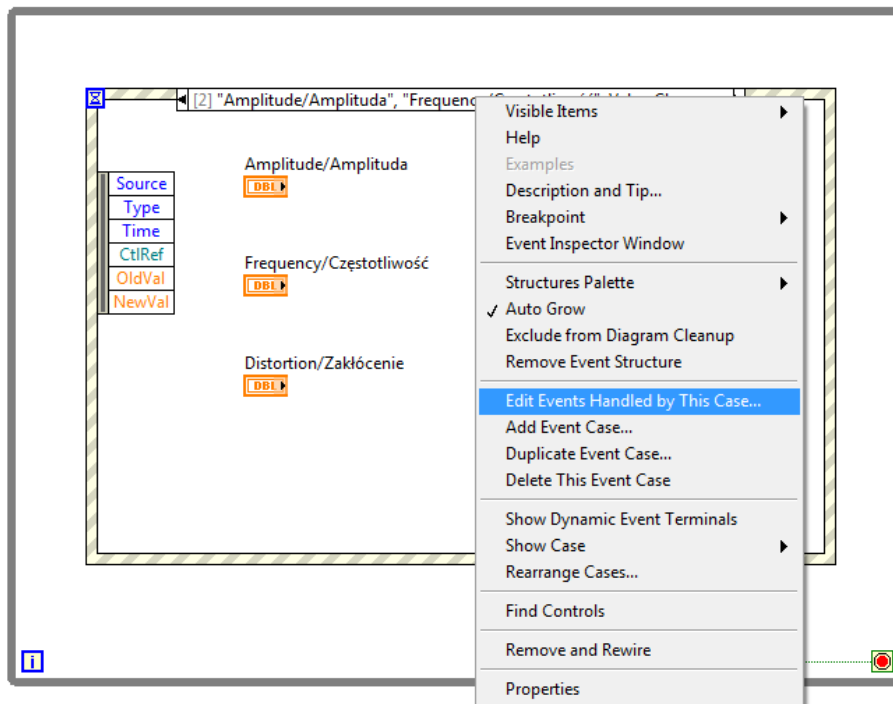 [2] "Amplitude/Amplituda", "Frequency
Visible Items
Help
Examples
Description and Tip...
Breakpoint
Event Inspector Window
Structures Palette
Auto Grow
Exclude from Diagram Cleanup
Remove Event Structure
Edit Events Handled by This Case...
Add Event Case...
Duplicate Event Case...
Delete This Event Case
Show Dynamic Event Terminals
Show Case
Rearrange Cases...
Find Controls
Remove and Rewire
Properties
Source
Type
Time
CtlRef
OldVal
NewVal
Amplitude/Amplituda
DBL
Frequency/Częstotliwość
DBL
Distortion/Zakłócenie
DBL
i